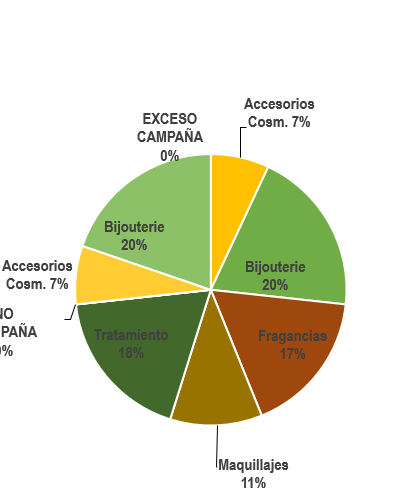 Accesorios
Cosm. 7%
EXCESO
CAMPAÑA
0%
Bijouterie
20%
Bijouterie
20%
Accesorios
Cosm. 7%
Fragancias
17%
Tratamiento
18%
Maquillajes
11%